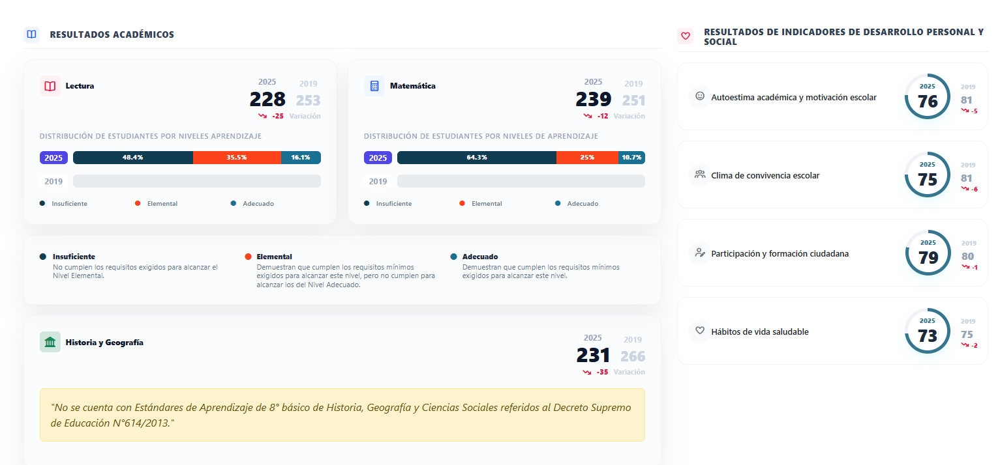 RESULTADOS ACADÉMICOS
Lectura
2025 2019
228 253
-25 Variación
DISTRIBUCIÓN DE ESTUDIANTES POR NIVELES APRENDIZAJE
2025 48.4% 35.5% 16.1%
2019
Insuficiente Elemental Adecuado
Matemática
2025 2019
239 251
-12 Variación
DISTRIBUCIÓN DE ESTUDIANTES POR NIVELES DE APRENDIZAJE
2025 64.3% 25% 10.7%
2019
Insuficiente Elemental Adecuado
Insuficiente
No cumplen los requisitos exigidos para alcanzar el
Nivel Elemental.
Elemental
Demuestran que cumplen los requisitos mínimos
exigidos para alcanzar este nivel, pero no cumplen para
alcanzar los del Nivel Adecuado.
Adecuado
Demuestran que cumplen los requisitos mínimos
exigidos para alcanzar este nivel.
Historia y Geografía
2025 2019
231 266
-35 Variación
"No se cuenta con Estándares de Aprendizaje de 8° básico de Historia, Geografía y Ciencias Sociales referidos al Decreto Supremo
de Educación N°614/2013."
RESULTADOS DE INDICADORES DE DESARROLLO PERSONAL Y
SOCIAL
Autoestima académica y motivación escolar
2025
76
2019
81
-5
Clima de convivencia escolar
2025
75
2019
81
-6
Participación y formación ciudadana
2025
79
2019
80
-1
Hábitos de vida saludable
2025
73
2019
75
-2